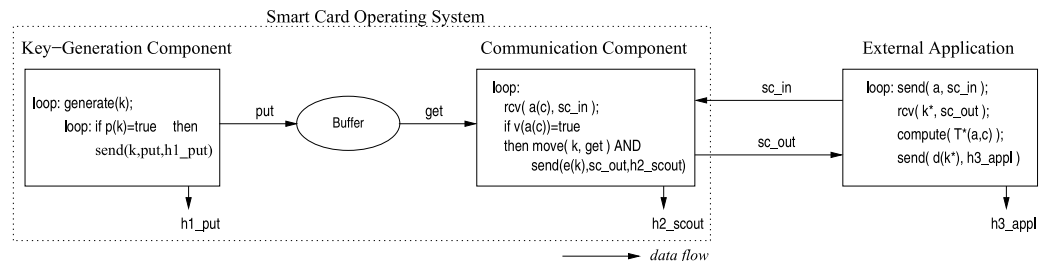 Smart Card Operating System
Key−Generation Component
loop: generate(k);
loop: if p(k)=true then
send(k,put,h1_put)
h1_put
put
Buffer
get
Communication Component
loop:
rcv( a(c), sc_in );
if v(a(c))=true
then move( k, get ) AND
send(e(k),sc_out,h2_scout)
h2_scout
sc_in
sc_out
External Application
loop: send( a, sc_in );
rcv( k*, sc_out );
compute( T*(a,c) );
send( d(k*), h3_appl )
h3_appl
data flow